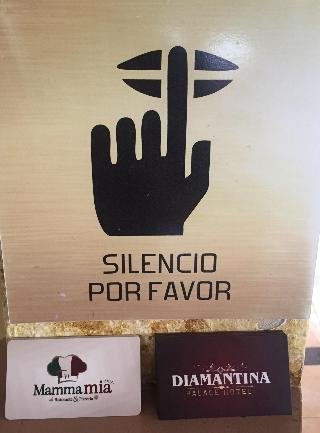 SILENCIO
POR FAVOR
Mamma mia
DIAMANTINA
PALACE HOTEL